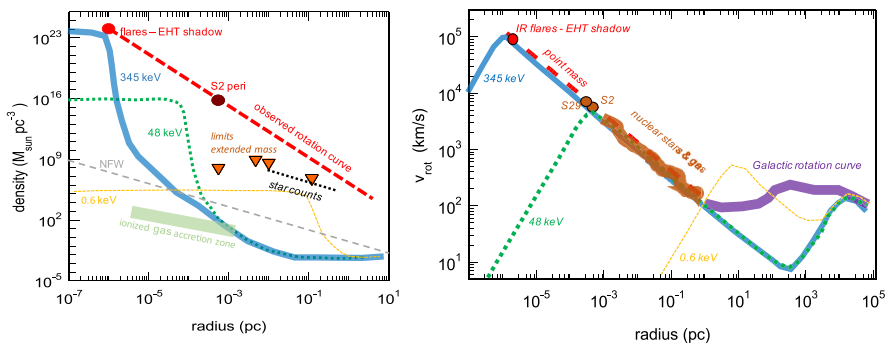 10^23
10^16
10^9
10^2
10^-5
density (M_sun pc^-3)
flares – EHT shadow
345 keV
S2 peri
observed rotation curve
48 keV
limits
extended mass
NFW
star counts
0.6 keV
ionized gas accretion zone
10^-7
10^-5
10^-3
10^-1
10^1
radius (pc)
10^5
10^4
10^3
10^2
10^1
v_rot (km/s)
IR flares - EHT shadow
point mass
345 keV
S29
S2
nuclear stars & gas
Galactic rotation curve
48 keV
0.6 keV
10^-5
10^-3
10^-1
10^1
10^3
10^5
radius (pc)